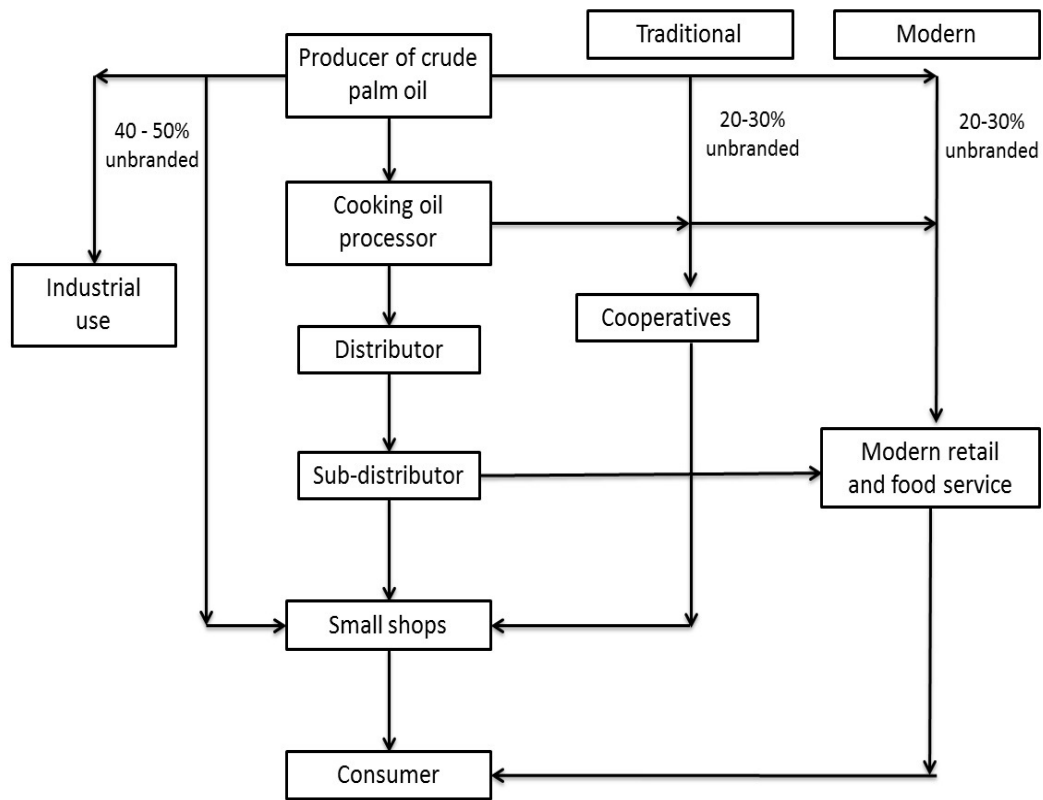 Traditional
Modern
Producer of crude
palm oil
40 - 50%
unbranded
20-30%
unbranded
20-30%
unbranded
Cooking oil
processor
Industrial
use
Cooperatives
Distributor
Sub-distributor
Modern retail
and food service
Small shops
Consumer